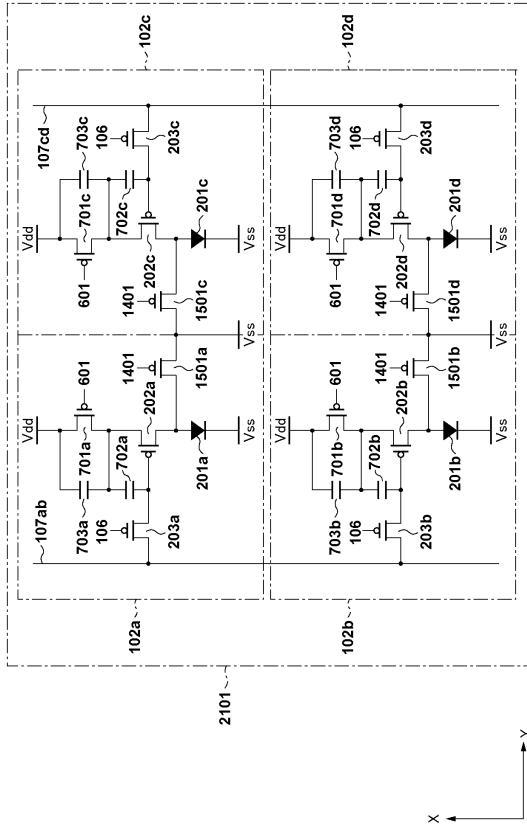 102c
102d
107cd
106
203c
703c
702c
Vdd
701c
601
202c
201c
Vss
1401
1501c
106
203d
703d
702d
Vdd
701d
601
202d
201d
Vss
1401
1501d
Vss
Vss
1401
1501a
Vdd
601
701a
202a
201a
Vss
703a
702a
106
203a
107ab
102a
1401
1501b
Vdd
601
701b
202b
201b
Vss
703b
702b
106
203b
102b
2101
X
Y